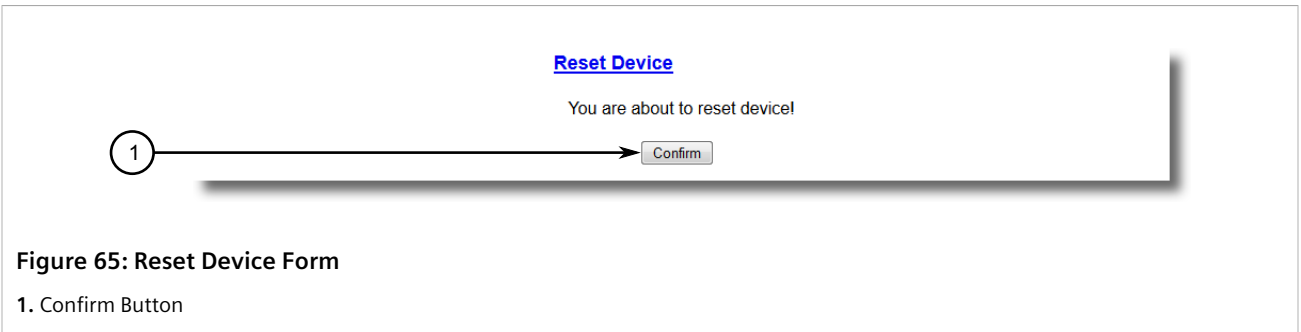 Reset Device
You are about to reset device!
1
Confirm
Figure 65: Reset Device Form
1. Confirm Button